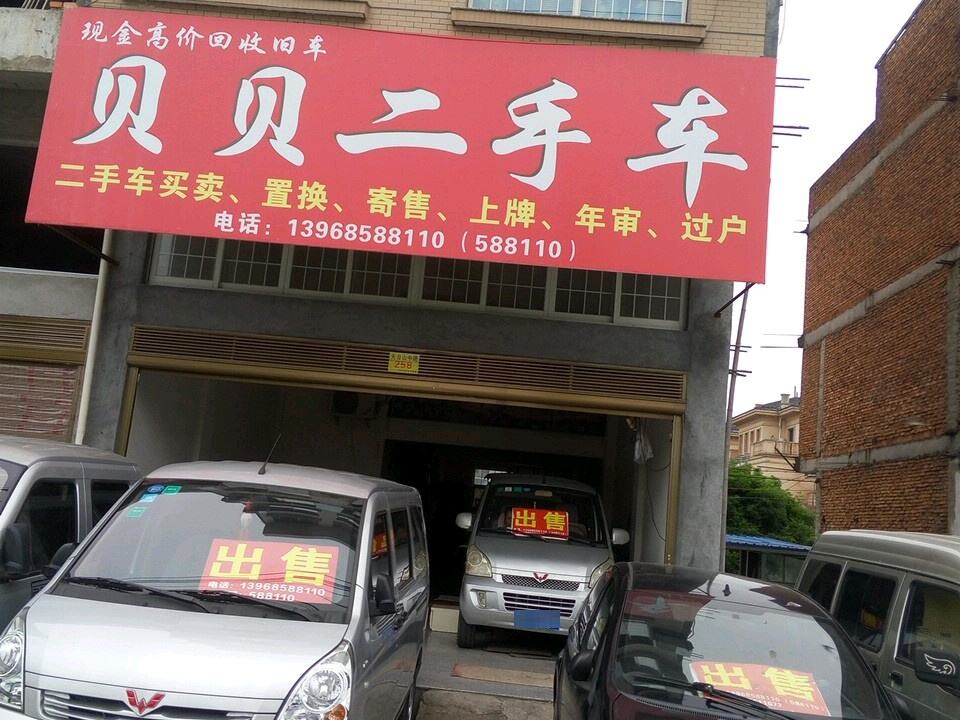 现金高价回收旧车
贝贝二手车
二手车买卖、置换、寄售、上牌、年审、过户
电话：13968588110（588110）
258
出售
电话：13968588110
588110
出售
出售